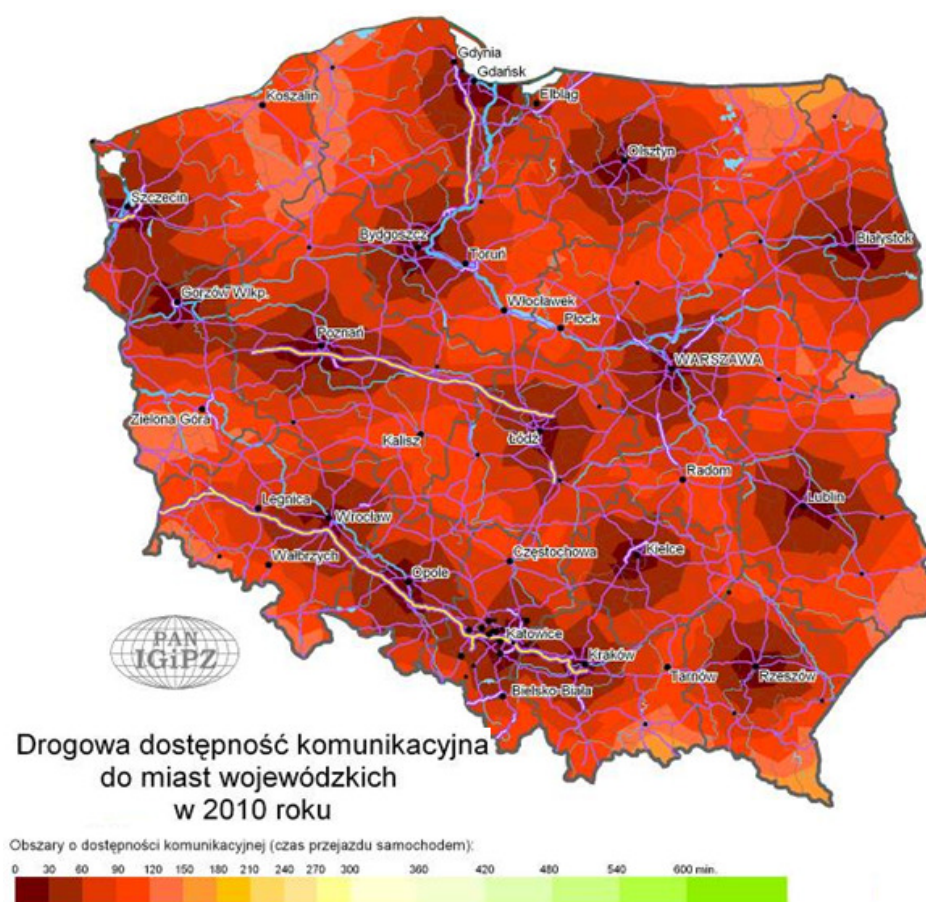 Gdynia
Gdańsk
Koszalin
Elbląg
Olsztyn
Szczecin
Bydgoszcz
Białystok
Toruń
Gorzów Wlkp.
Włocławek
Płock
Poznań
WARSZAWA
Zielona Góra
Kalisz
Łódź
Radom
Legnica
Wrocław
Lublin
Wałbrzych
Częstochowa
Kielce
Opole
Katowice
Kraków
Tarnów
Rzeszów
Bielsko-Biała
PAN
IGiPZ
Drogowa dostępność komunikacyjna
do miast wojewódzkich
w 2010 roku
Obszary o dostępności komunikacyjnej (czas przejazdu samochodem):
0 30 60 90 120 150 180 210 240 270 300 360 420 480 540 600 min.